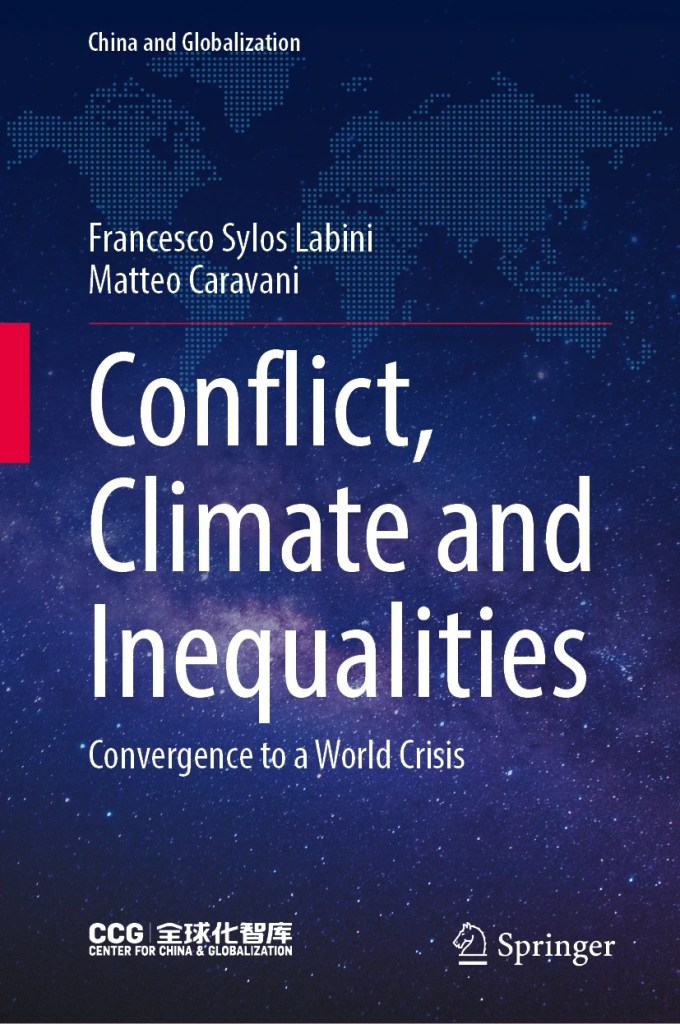 China and Globalization
Francesco Sylos Labini
Matteo Caravani
Conflict,
Climate and
Inequalities
Convergence to a World Crisis
CCG | 全球化智库
CENTER FOR CHINA & GLOBALIZATION
Springer